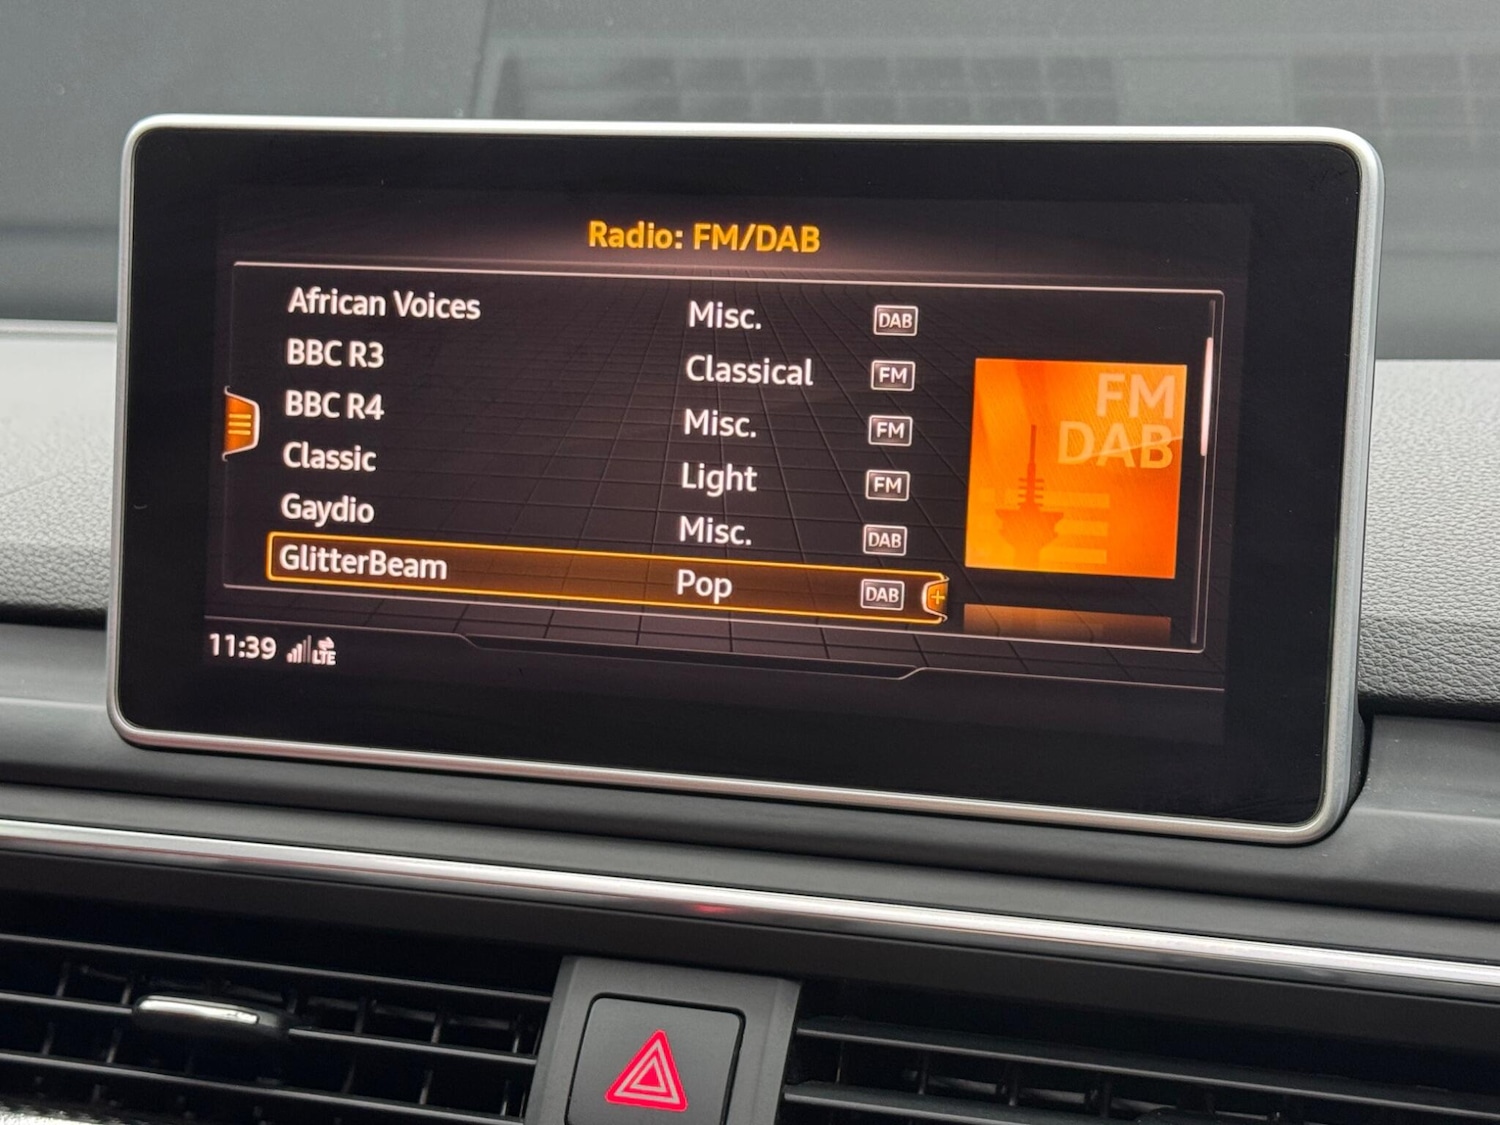 Radio: FM/DAB
African Voices Misc. DAB
BBC R3 Classical FM
BBC R4 Misc. FM
Classic Light FM
Gaydio Misc. DAB
GlitterBeam Pop DAB
FM
DAB
11:39 LTE